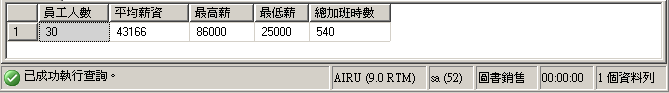 員工人數 平均薪資 最高薪 最低薪 總加班時數
1 30 43166 86000 25000 540
已成功執行查詢。 AIRU (9.0 RTM) sa (52) 圖書銷售 00:00:00 1 個資料列